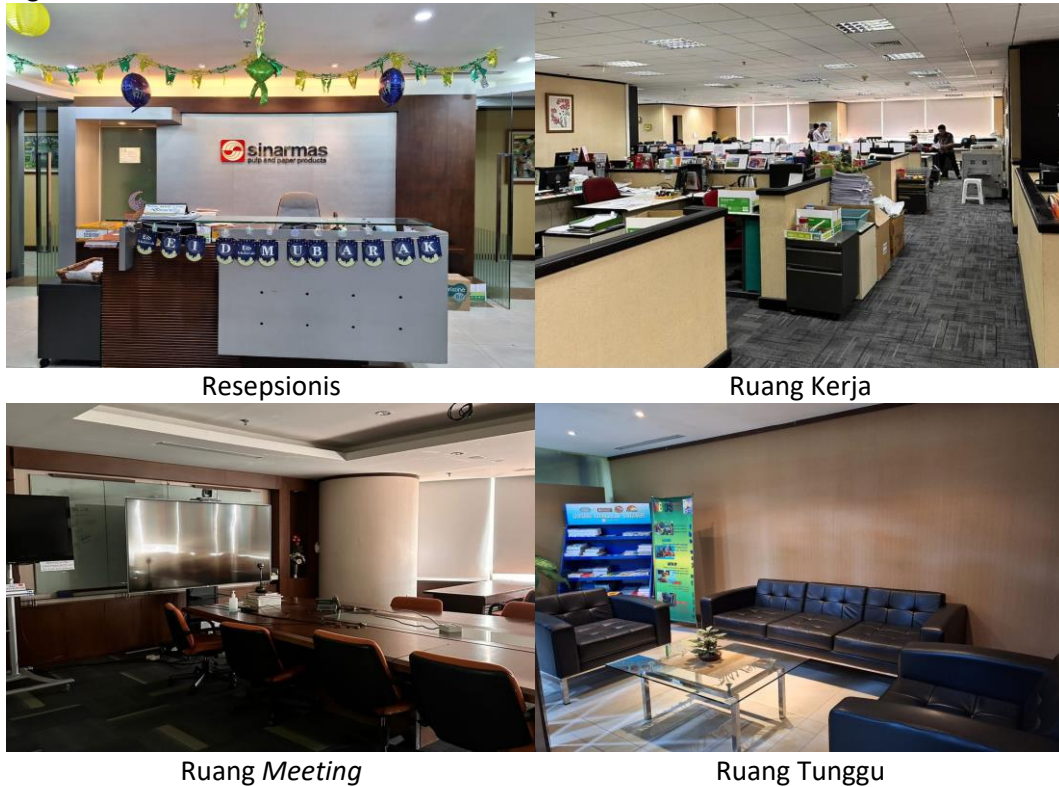 sinarmas
pulp and paper products
EID MUBARAK
Resepsionis
Ruang Kerja
Ruang Meeting
Ruang Tunggu